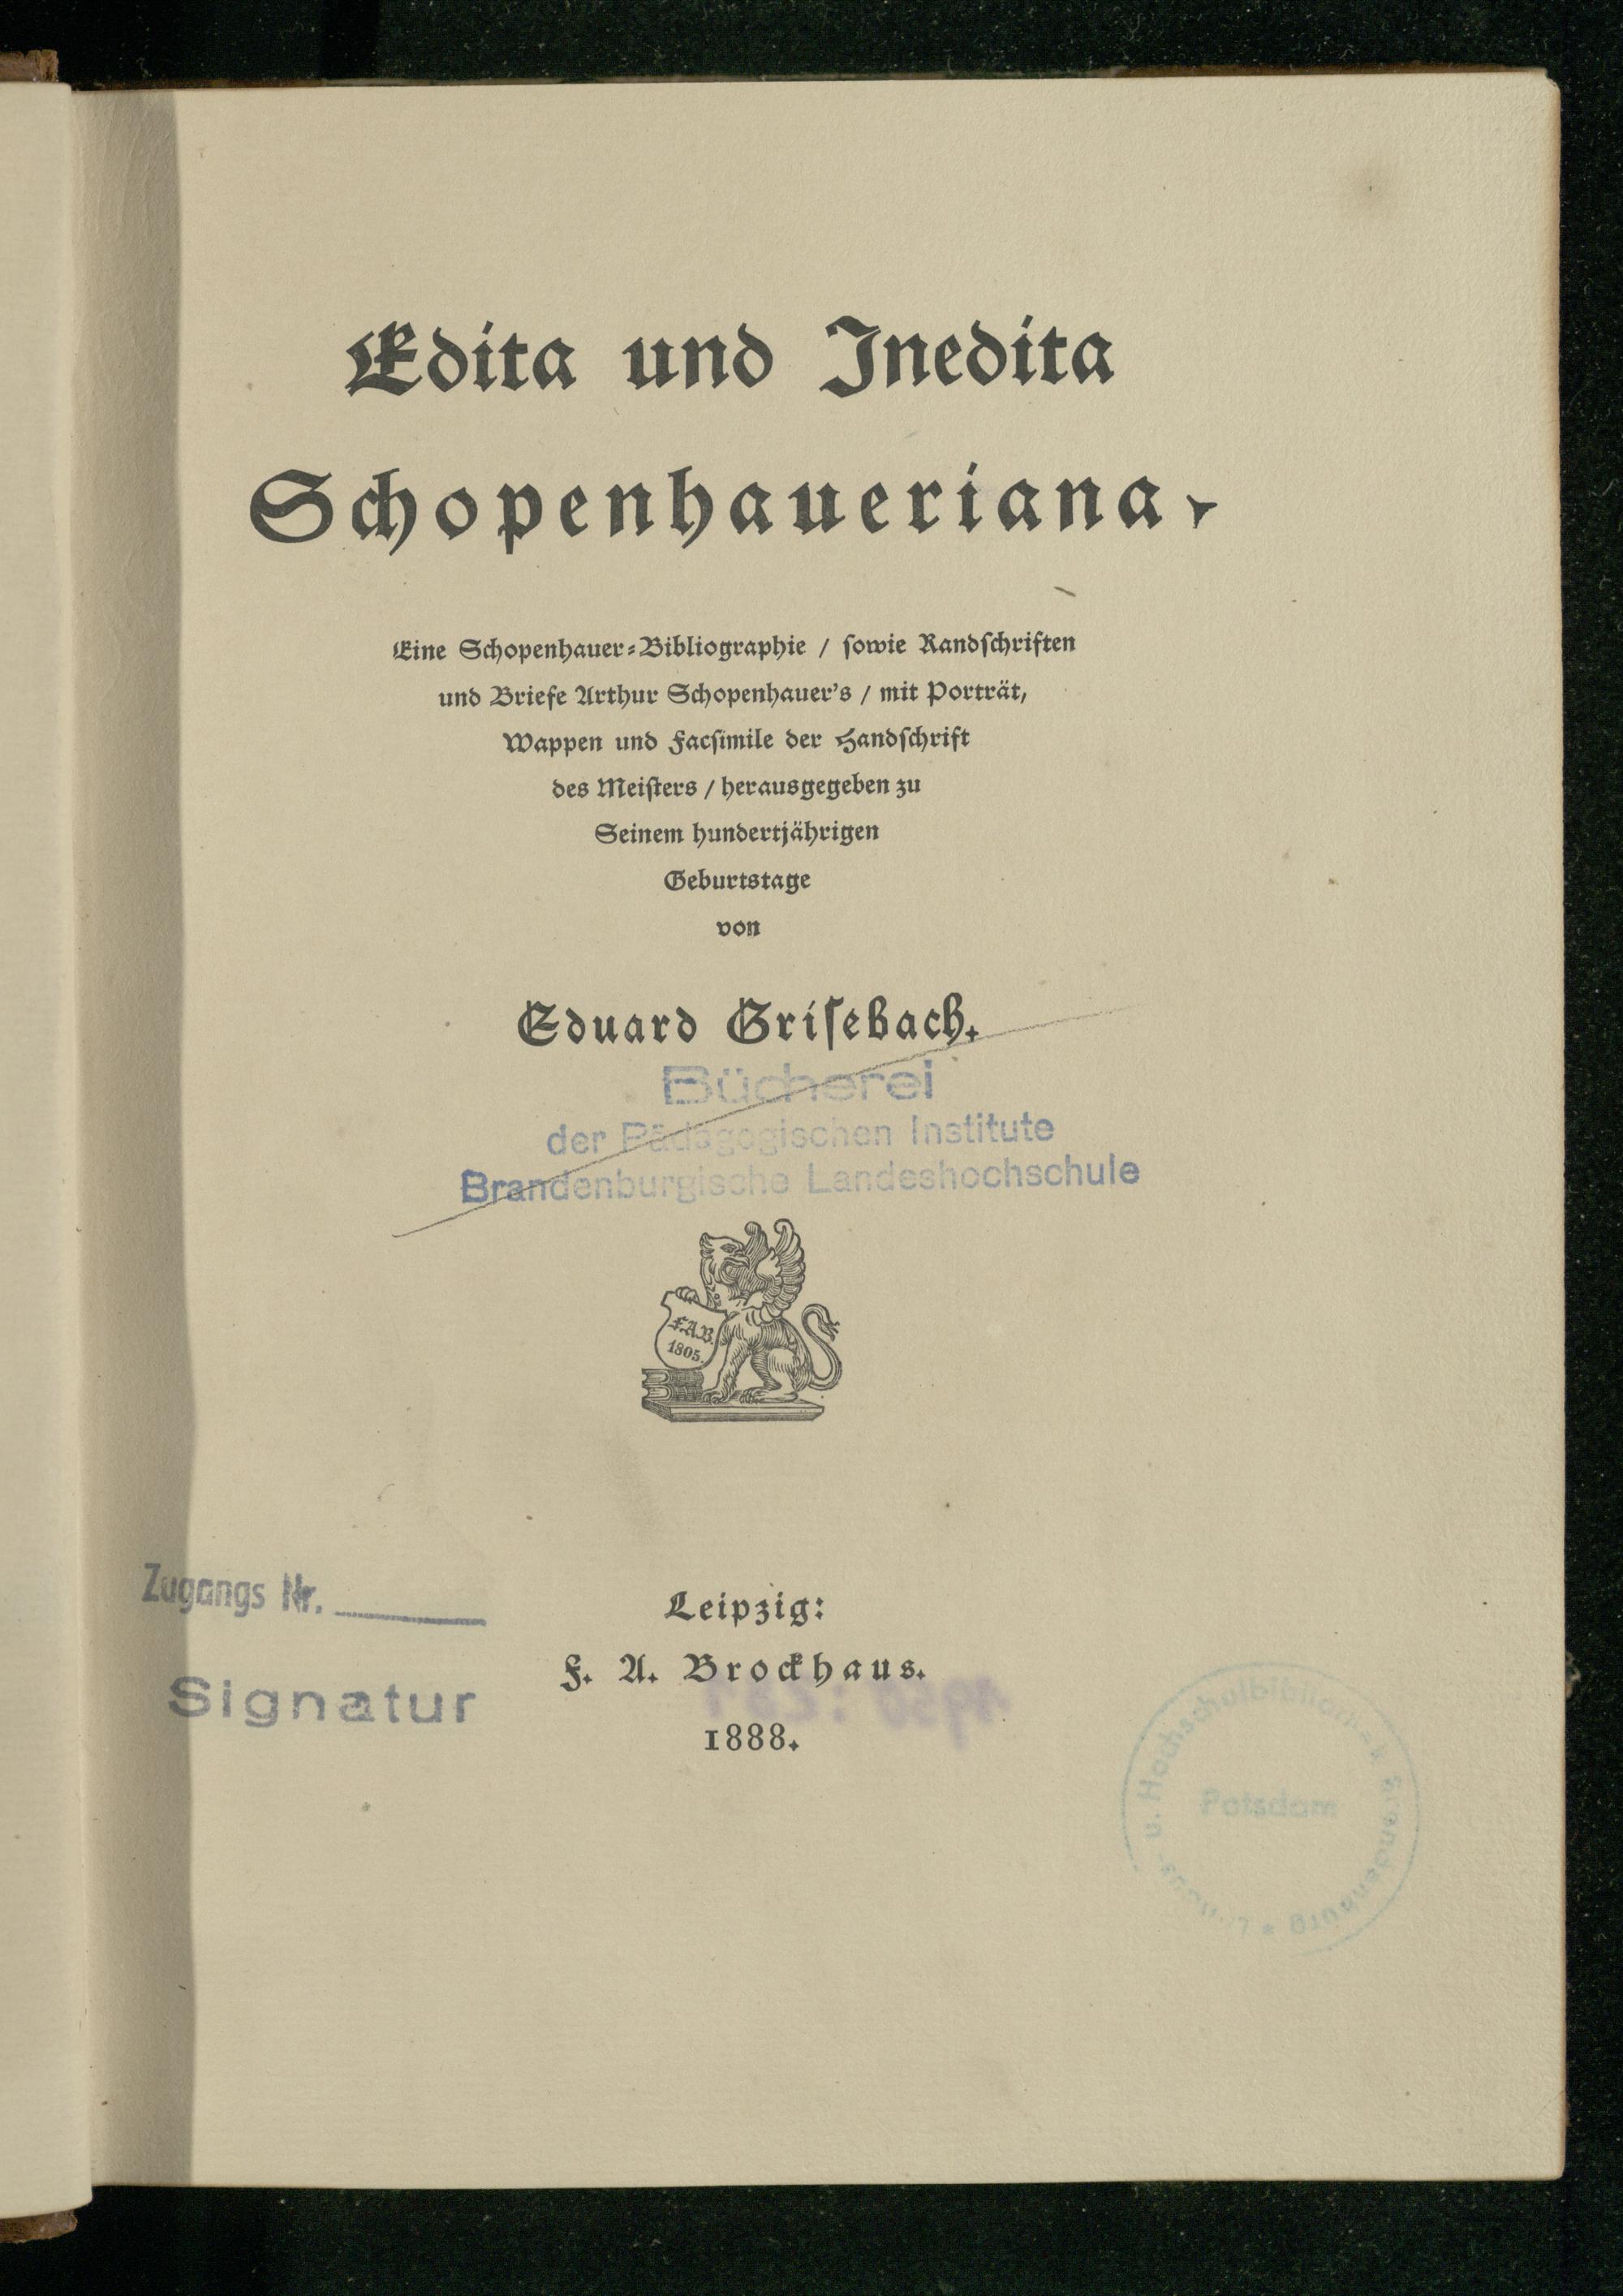 Edita und Inedita
Schopenhaueriana.
Eine Schopenhauer-Bibliographie / sowie Randschriften
und Briefe Arthur Schopenhauer's / mit Porträt,
Wappen und Facsimile der Handschrift
des Meisters / herausgegeben zu
Seinem hundertjährigen
Geburtstage
von
Eduard Grisebach.
Bücherei
der Pädagogischen Institute
Brandenburgische Landeshochschule
F.A.B.
1805.
Zugangs Nr.
Signatur
Leipzig:
F. A. Brockhaus.
1888.
u. Hochschulbibliothek Brandenburg *
Potsdam